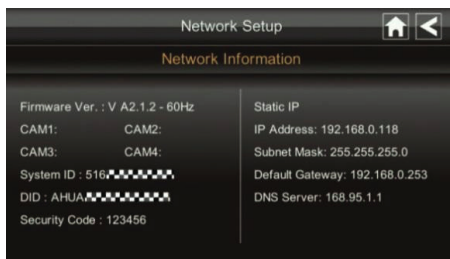 Network Setup
Network Information
Firmware Ver. : V A2.1.2 - 60Hz
CAM1: CAM2:
CAM3: CAM4:
System ID : 516
DID : AHUA
Security Code : 123456
Static IP
IP Address: 192.168.0.118
Subnet Mask: 255.255.255.0
Default Gateway: 192.168.0.253
DNS Server: 168.95.1.1